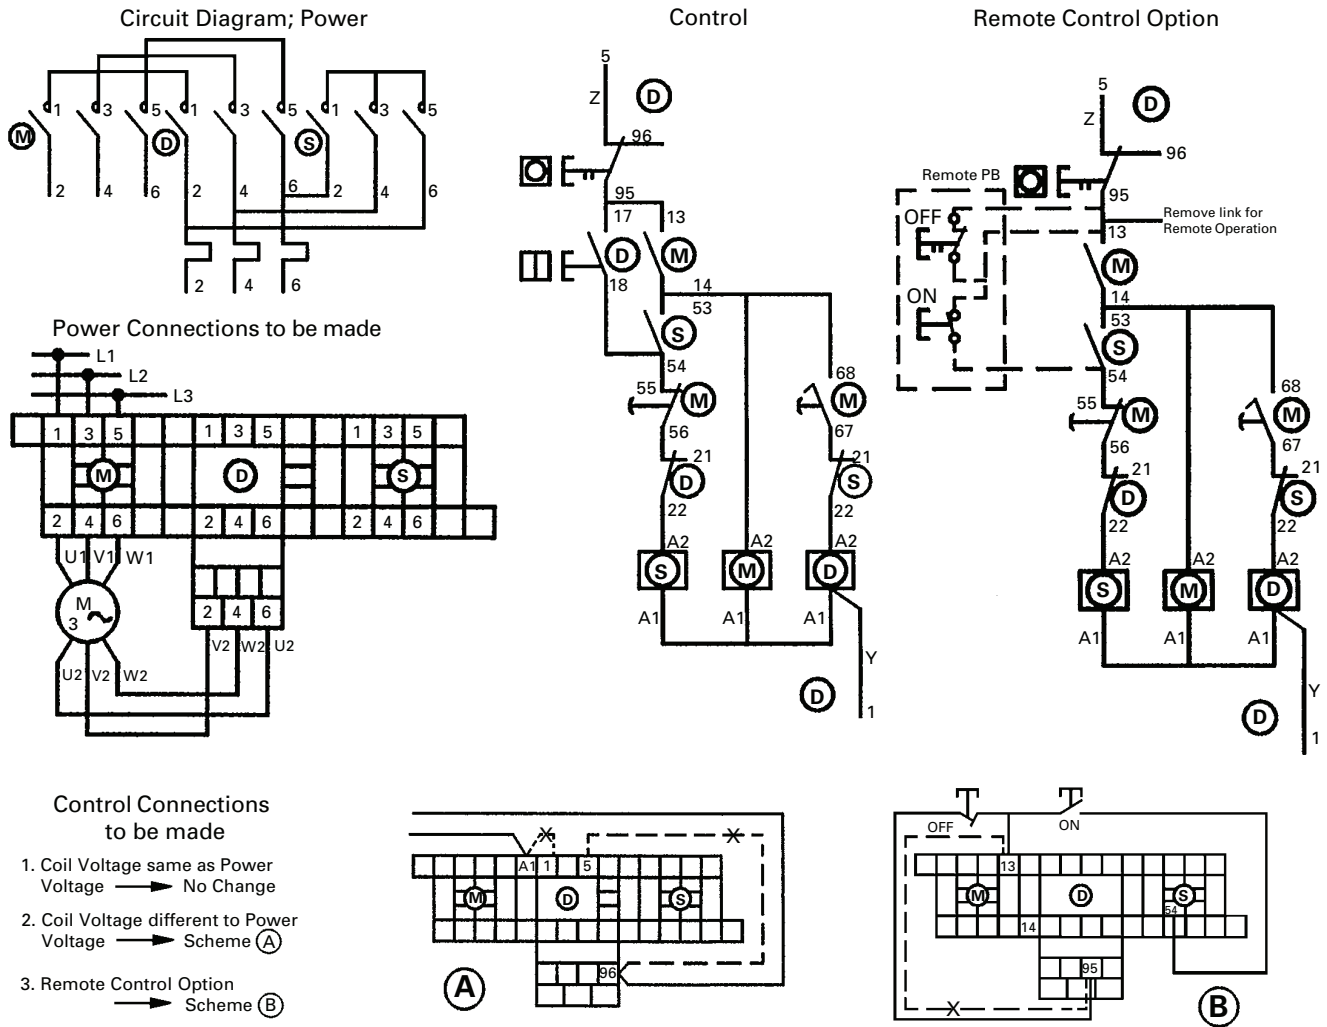 Circuit Diagram; Power
1 3 5 1 3 5 1 3 5
M D S
2 4 6 2 4 6 2 4 6
2 4 6
Power Connections to be made
L1
L2
L3
1 3 5 1 3 5 1 3 5
M D S
2 4 6 2 4 6 2 4 6
U1 V1 W1
M
3
2 4 6
V2 W2 U2
U2 V2 W2
Control
5
Z D
96
95
17 13
D M
18 14
53
S
54
55 M 68 M
56 67
21 21
D S
22 22
A2 A2 A2
S M D
A1 A1 A1
Y
D
1
Remote Control Option
5
Z D
96
Remote PB
95
OFF
Remove link for
Remote Operation
13
M
ON
14
53
S
54
55 M 68 M
56 67
21 21
D S
22 22
A2 A2 A2
S M D
A1 A1 A1
Y
D
1
Control Connections
to be made
1. Coil Voltage same as Power
Voltage No Change
2. Coil Voltage different to Power
Voltage Scheme A
3. Remote Control Option
Scheme B
X X
A1 1 5
M D S
96
A
OFF ON
13
M D S
54
14
95
X
B